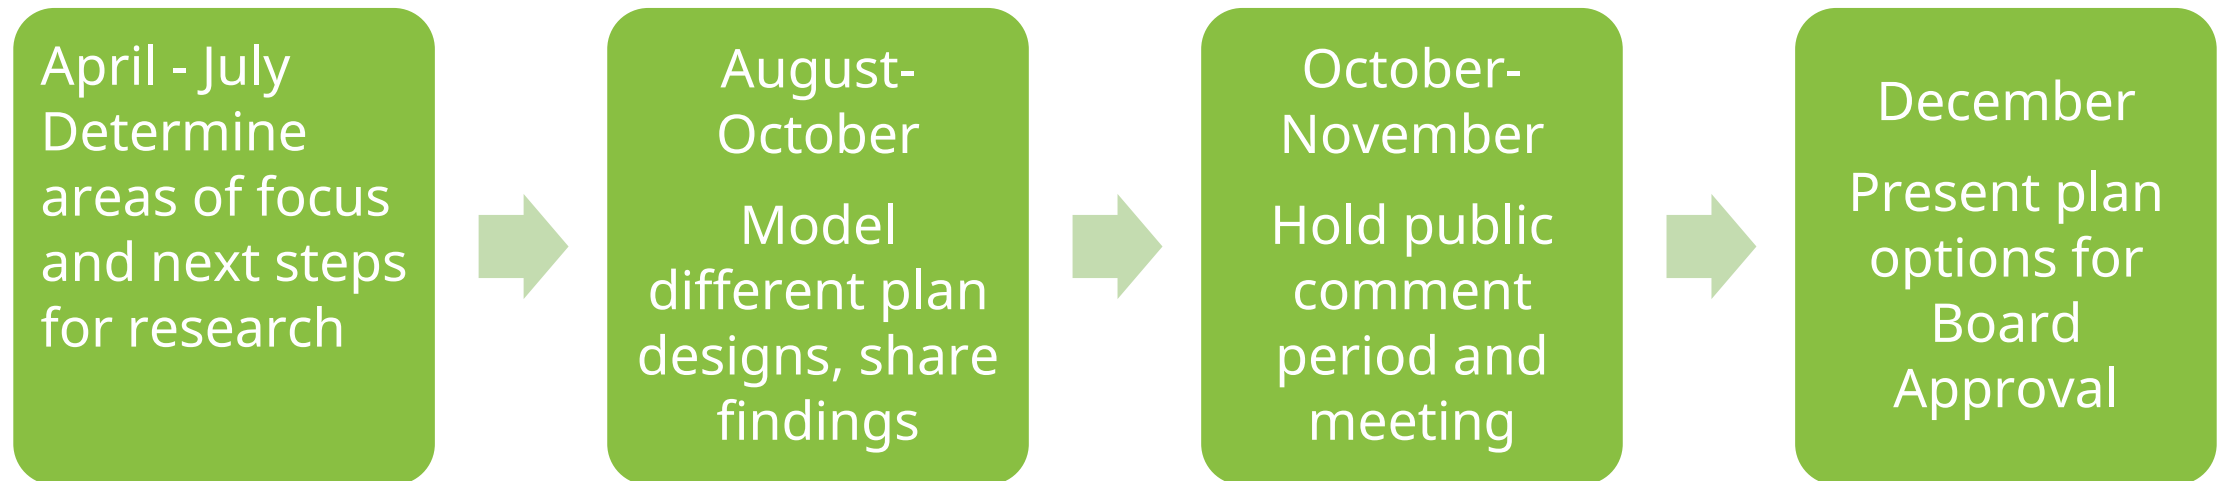 April - July
Determine
areas of focus
and next steps
for research
August-
October
Model
different plan
designs, share
findings
October-
November
Hold public
comment
period and
meeting
December
Present plan
options for
Board
Approval